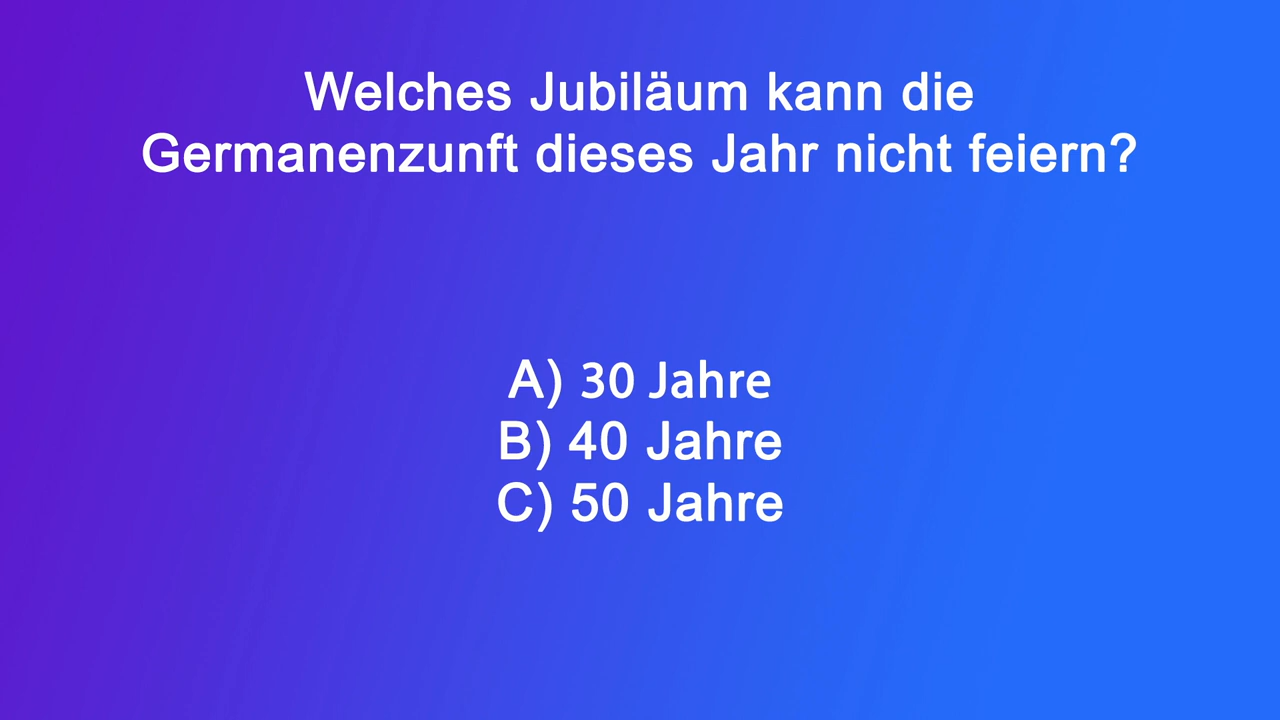 Welches Jubiläum kann die
Germanenzunft dieses Jahr nicht feiern?
A) 30 Jahre
B) 40 Jahre
C) 50 Jahre